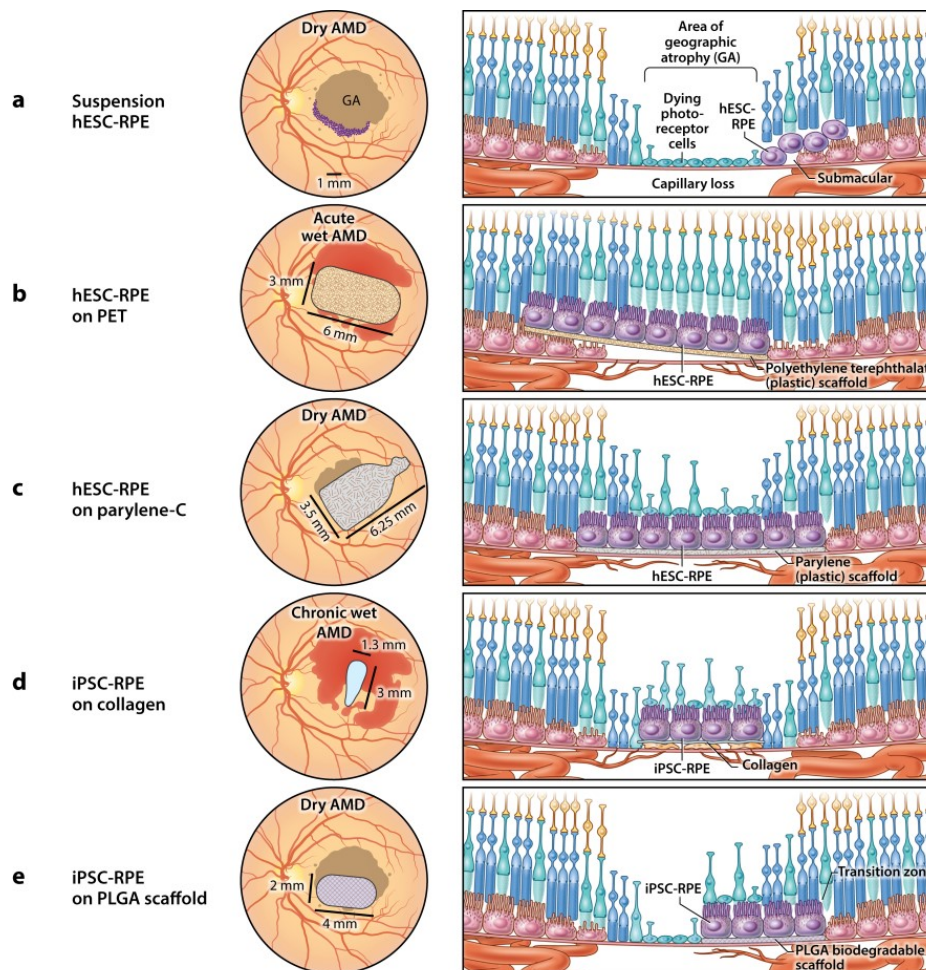 a
Suspension
hESC-RPE
Dry AMD
GA
1 mm
Area of
geographic
atrophy (GA)
Dying
photo-
receptor
cells
hESC-
RPE
Capillary loss
Submacular
b
hESC-RPE
on PET
Acute
wet AMD
3 mm
6 mm
hESC-RPE
Polyethylene terephthalat
(plastic) scaffold
c
hESC-RPE
on parylene-C
Dry AMD
3.5 mm
6.25 mm
hESC-RPE
Parylene
(plastic) scaffold
d
iPSC-RPE
on collagen
Chronic wet
AMD
1.3 mm
3 mm
iPSC-RPE
Collagen
e
iPSC-RPE
on PLGA scaffold
Dry AMD
2 mm
4 mm
iPSC-RPE
Transition zon
PLGA biodegradable
scaffold